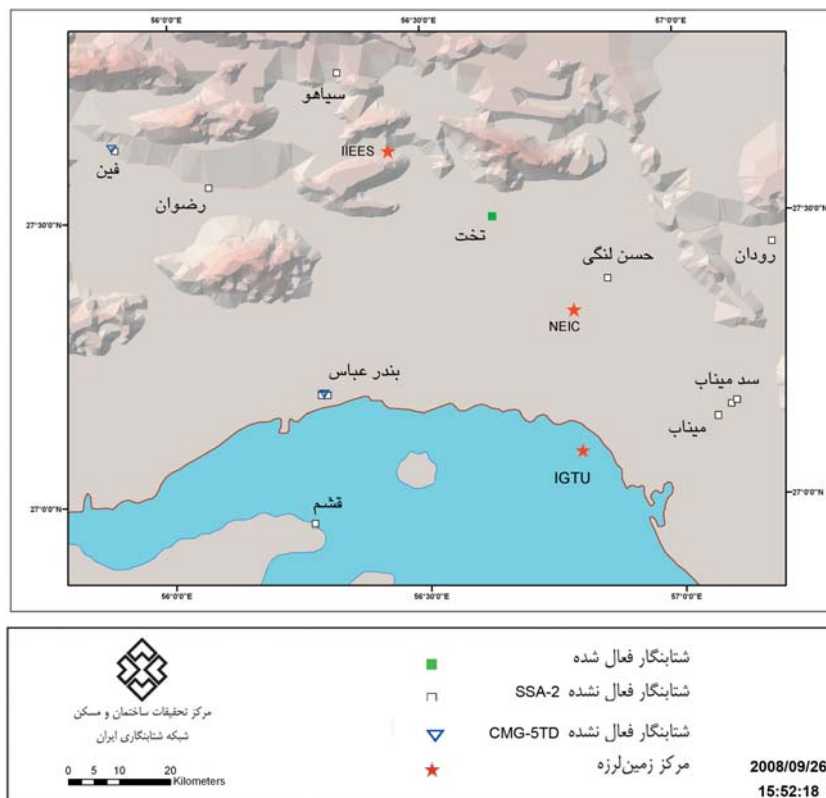 56°0'0"E
56°30'0"E
57°0'0"E
سیاهو
IIEES
فین
رضوان
27°30'0"N
27°30'0"N
تخت
حسن لنگی
رودان
NEIC
بندر عباس
سد میناب
میناب
IGTU
27°0'0"N
قشم
27°0'0"N
56°0'0"E
56°30'0"E
57°0'0"E
شتابنگار فعال شده
شتابنگار فعال نشده SSA-2
شتابنگار فعال نشده CMG-5TD
مرکز زمین‌لرزه
مرکز تحقیقات ساختمان و مسکن
شبکه شتابنگاری ایران
0 5 10 20
Kilometers
2008/09/26
15:52:18